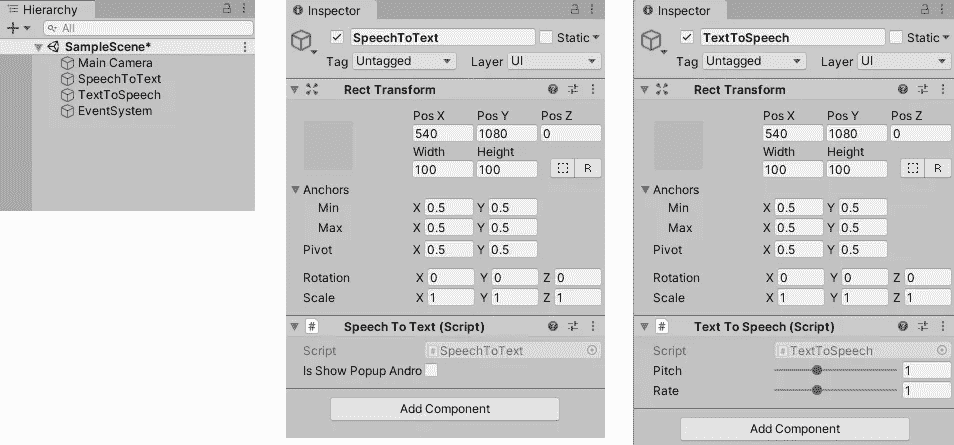 Hierarchy
All
SampleScene*
Main Camera
SpeechToText
TextToSpeech
EventSystem
Inspector
SpeechToText
Static
Tag Untagged Layer UI
Rect Transform
Pos X Pos Y Pos Z
540 1080 0
Width Height
100 100 R
Anchors
Min X 0.5 Y 0.5
Max X 0.5 Y 0.5
Pivot X 0.5 Y 0.5
Rotation X 0 Y 0 Z 0
Scale X 1 Y 1 Z 1
# Speech To Text (Script)
Script # SpeechToText
Is Show Popup Andro
Add Component
Inspector
TextToSpeech
Static
Tag Untagged Layer UI
Rect Transform
Pos X Pos Y Pos Z
540 1080 0
Width Height
100 100 R
Anchors
Min X 0.5 Y 0.5
Max X 0.5 Y 0.5
Pivot X 0.5 Y 0.5
Rotation X 0 Y 0 Z 0
Scale X 1 Y 1 Z 1
# Text To Speech (Script)
Script # TextToSpeech
Pitch 1
Rate 1
Add Component